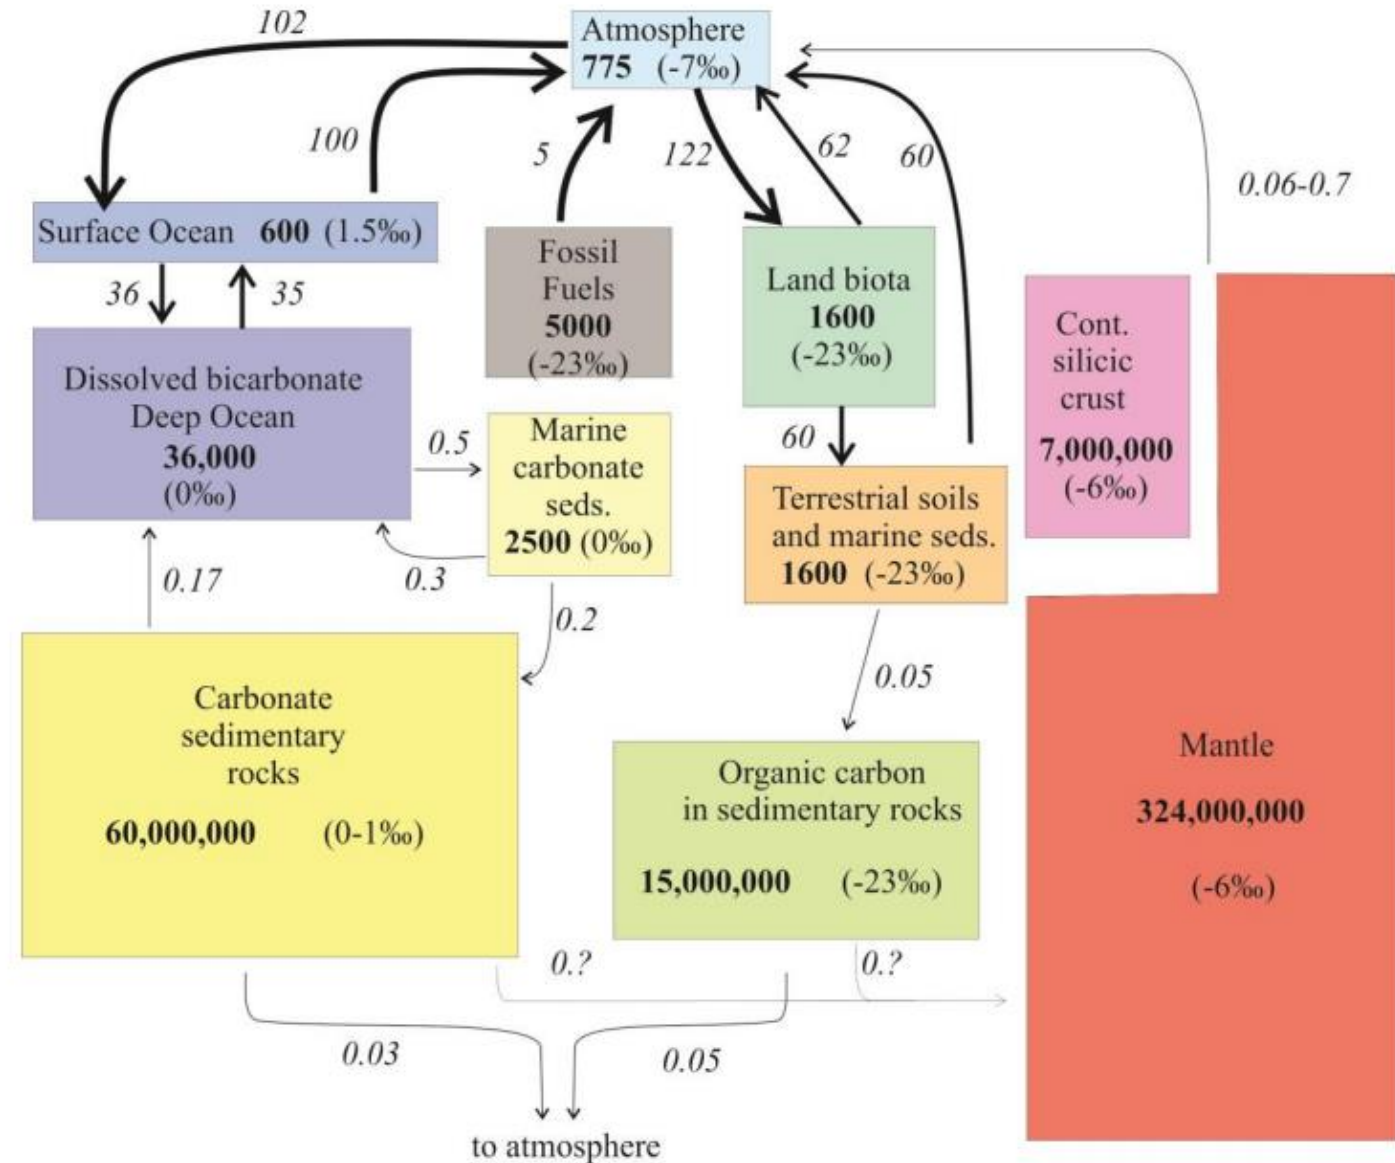 102
Atmosphere
775 (-7‰)
100
5
122
62
60
0.06-0.7
Surface Ocean 600 (1.5‰)
36
35
Fossil
Fuels
5000
(-23‰)
Land biota
1600
(-23‰)
Cont.
silicic
crust
7,000,000
(-6‰)
Dissolved bicarbonate
Deep Ocean
36,000
(0‰)
0.5
Marine
carbonate
seds.
2500 (0‰)
60
Terrestrial soils
and marine seds.
1600 (-23‰)
0.17
0.3
0.2
0.05
Carbonate
sedimentary
rocks
60,000,000 (0-1‰)
Organic carbon
in sedimentary rocks
15,000,000 (-23‰)
Mantle
324,000,000
(-6‰)
0.?
0.?
0.03
0.05
to atmosphere